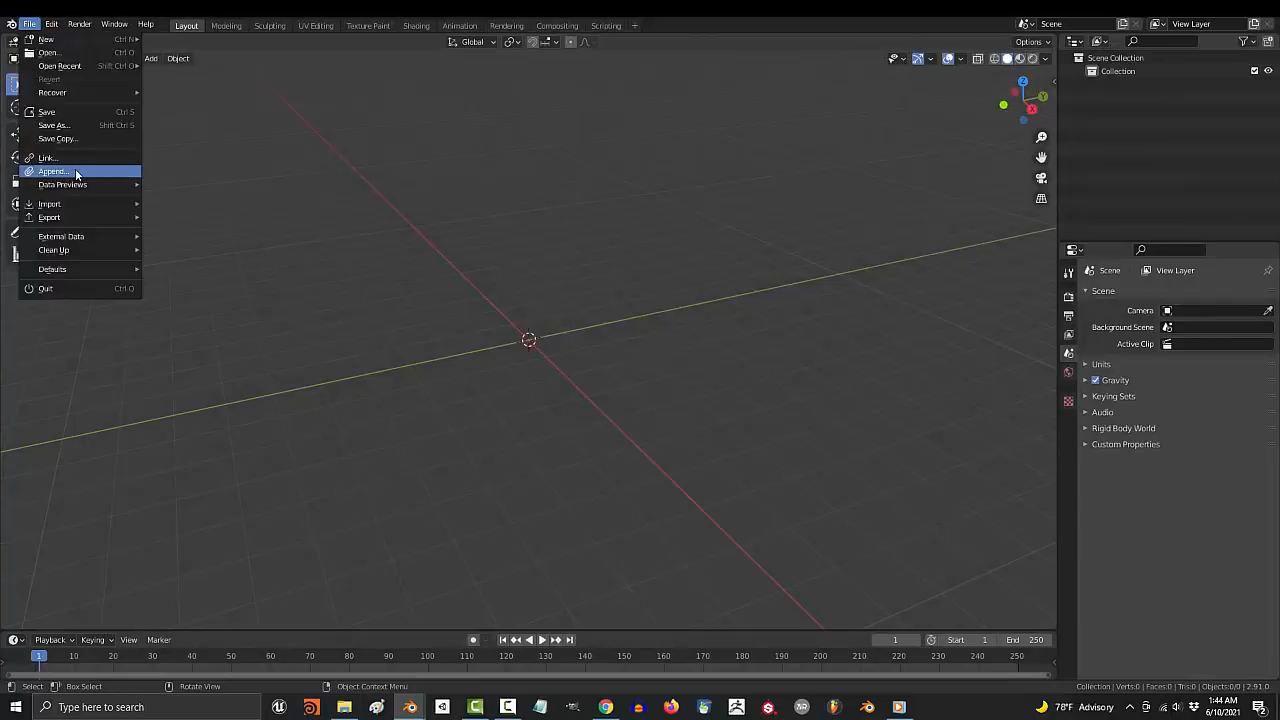 File Edit Render Window Help Layout Modeling Sculpting UV Editing Texture Paint Shading Animation Rendering Compositing Scripting + Scene View Layer
New Ctrl N
Global Options
Open... Ctrl O
Add Object Scene Collection
Open Recent Shift Ctrl O
Collection
Revert
Z
Recover
Y
X
Save Ctrl S
Save As... Shift Ctrl S
Save Copy...
Link...
Append...
Data Previews
Import
Export
External Data
Clean Up
Defaults
Scene View Layer
Quit Ctrl Q
Scene
Camera
Background Scene
Active Clip
Units
Gravity
Keying Sets
Audio
Rigid Body World
Custom Properties
Playback Keying View Marker 1 Start 1 End 250
1 10 20 30 40 50 60 70 80 90 100 110 120 130 140 150 160 170 180 190 200 210 220 230 240 250
Select Box Select Rotate View Object Context Menu Collection | Verts:0 | Faces:0 | Tris:0 | Objects:0/0 | 2.91.0
Type here to search 78°F Advisory 1:44 AM
6/10/2021
2